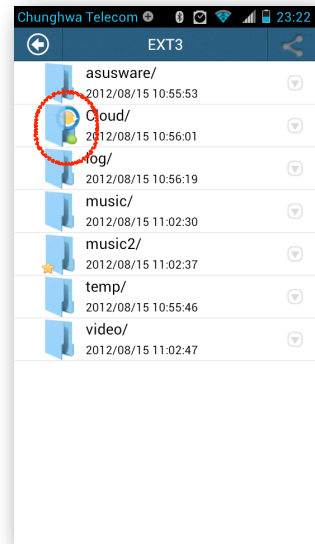 Chunghwa Telecom 23:22
EXT3
asusware/
2012/08/15 10:55:53
Cloud/
2012/08/15 10:56:01
log/
2012/08/15 10:56:19
music/
2012/08/15 11:02:30
music2/
2012/08/15 11:02:37
temp/
2012/08/15 10:55:46
video/
2012/08/15 11:02:47